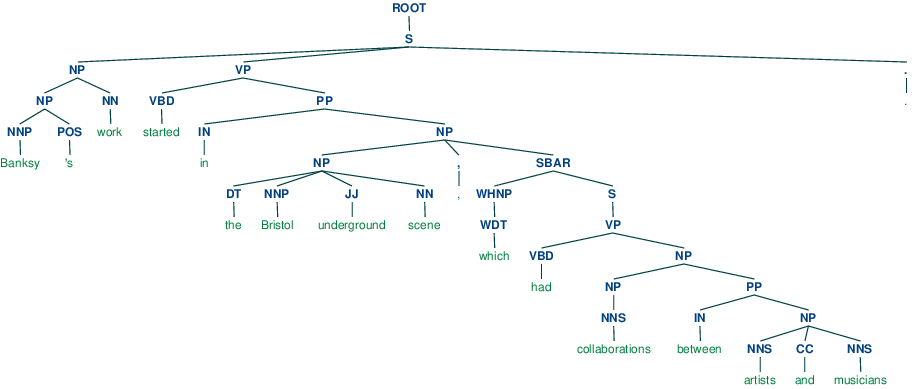 ROOT
S
NP VP .
NP NN VBD PP .
NNP POS work started IN NP
Banksy 's in NP , SBAR
DT NNP JJ NN , WHNP S
the Bristol underground scene WDT VP
which VBD NP
had NP PP
NNS IN NP
collaborations between NNS CC NNS
artists and musicians